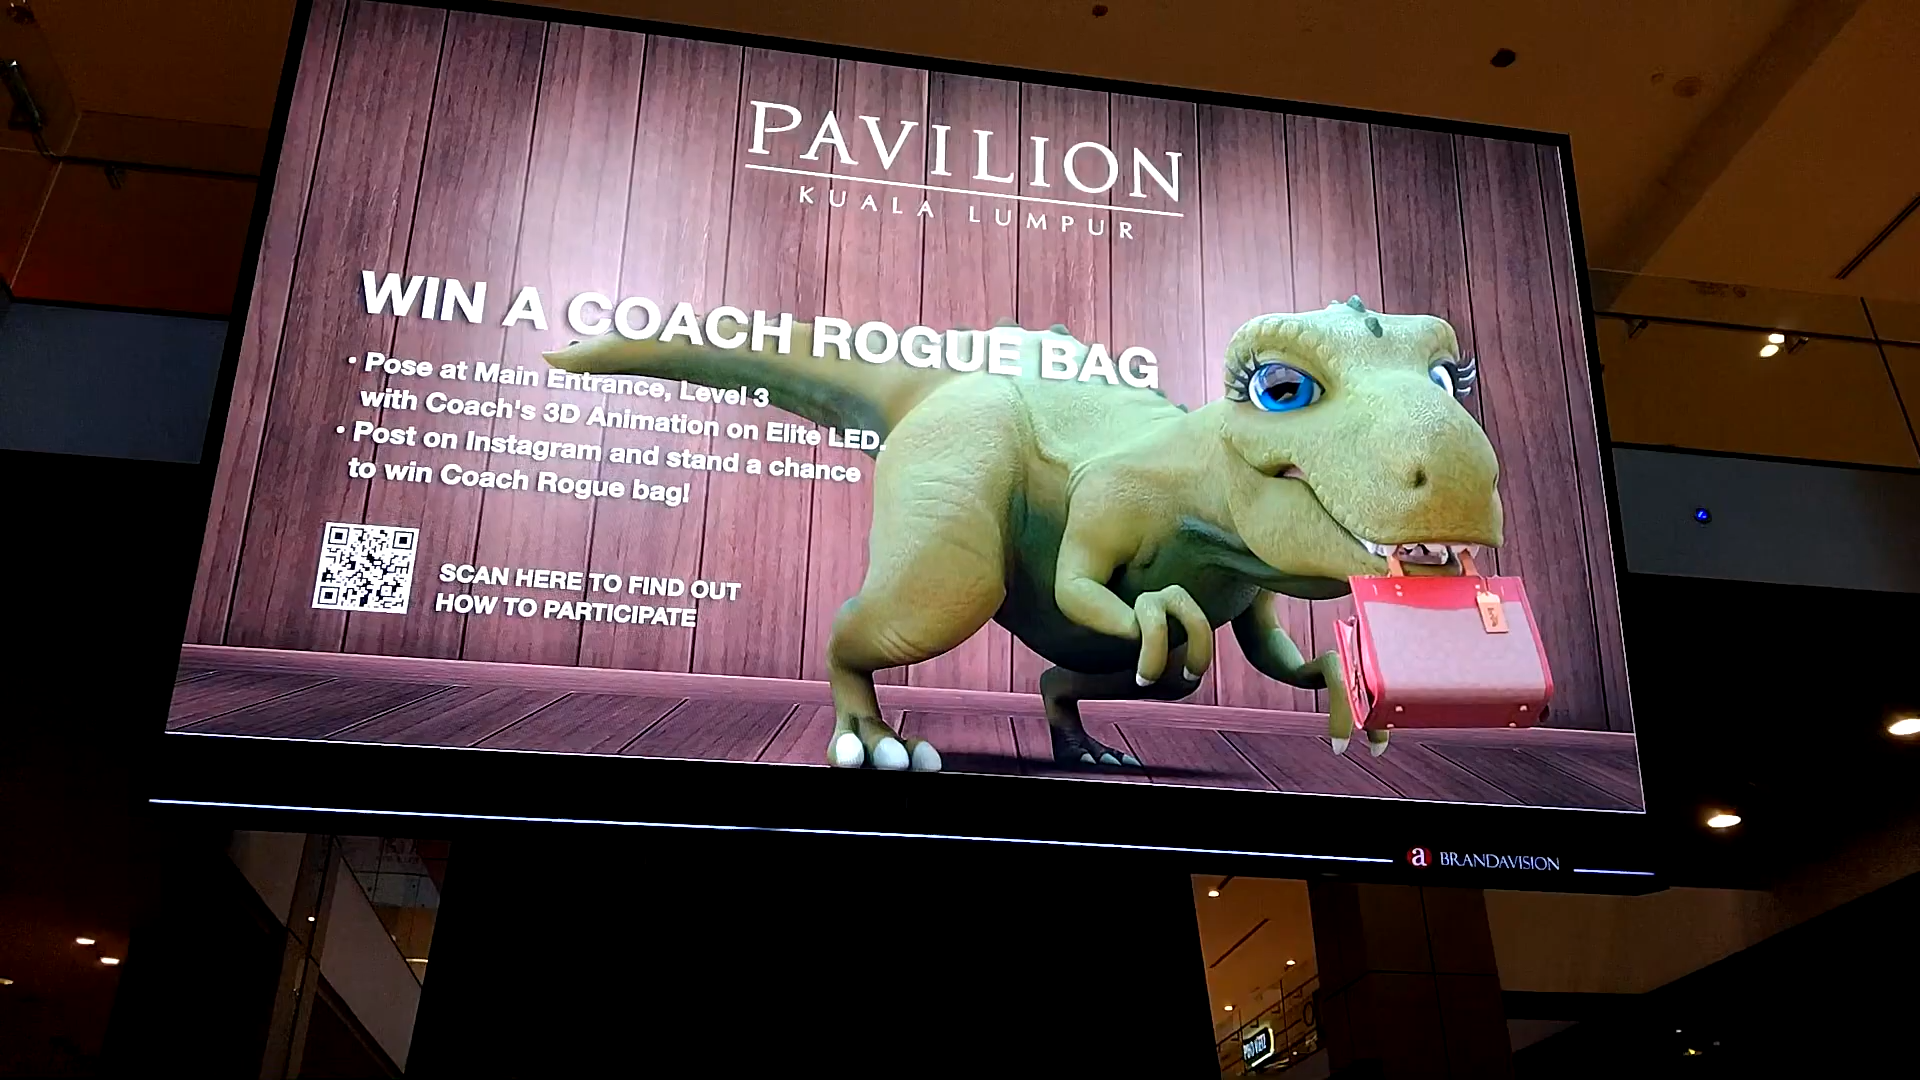 PAVILION
KUALA LUMPUR
WIN A COACH ROGUE BAG
• Pose at Main Entrance, Level 3
with Coach's 3D Animation on Elite LED.
• Post on Instagram and stand a chance
to win Coach Rogue bag!
SCAN HERE TO FIND OUT
HOW TO PARTICIPATE
a BRANDAVISION